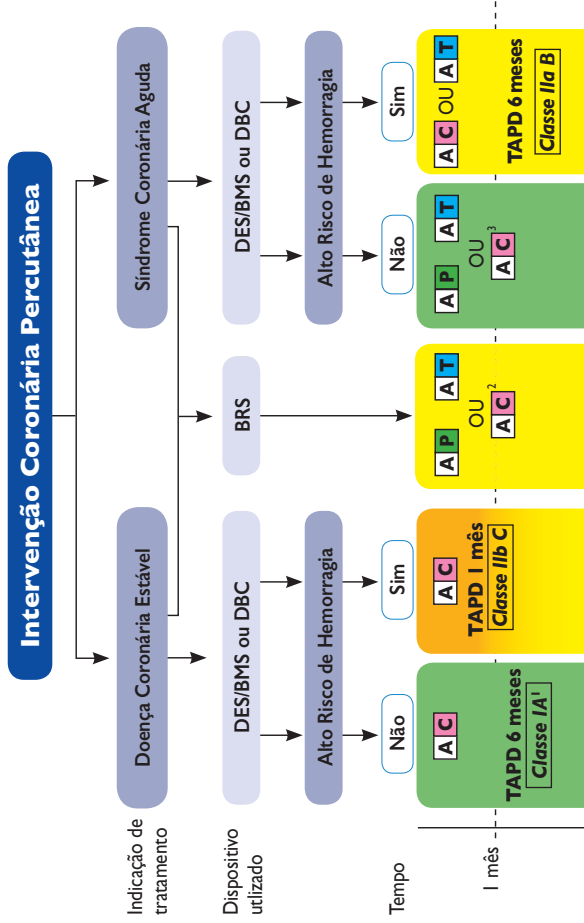 Intervenção Coronária Percutânea
Indicação de
tratamento
Doença Coronária Estável
Síndrome Coronária Aguda
Dispositivo
utlizado
DES/BMS ou DBC
BRS
DES/BMS ou DBC
Alto Risco de Hemorragia
Alto Risco de Hemorragia
Tempo
Não
Sim
Não
Sim
1 mês
A C
TAPD 6 meses
Classe IA¹
A C
TAPD 1 mês
Classe IIb C
A P A T
OU
A C ²
A P A T
OU
A C ³
A C OU A T
TAPD 6 meses
Classe IIa B